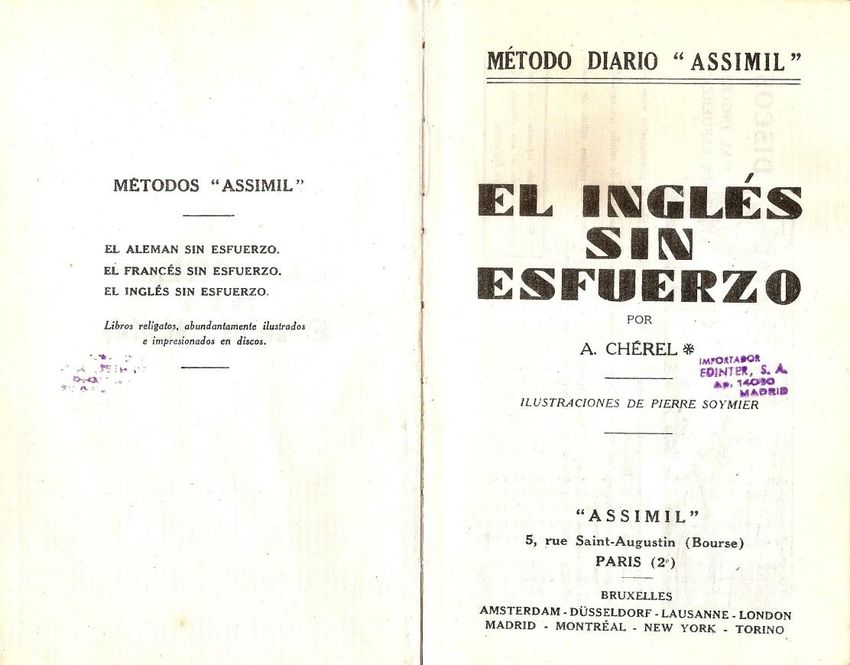 MÉTODOS "ASSIMIL"
EL ALEMAN SIN ESFUERZO.
EL FRANCÉS SIN ESFUERZO.
EL INGLÉS SIN ESFUERZO.
Libros religatos, abundantemente ilustrados
e impresionados en discos.
MÉTODO DIARIO "ASSIMIL"
EL INGLÉS
SIN
ESFUERZO
POR
A. CHÉREL *
IMPORTADOR
EDINTER, S. A.
Ap. 14080
MADRID
ILUSTRACIONES DE PIERRE SOYMIER
"ASSIMIL"
5, rue Saint-Augustin (Bourse)
PARIS (2e)
BRUXELLES
AMSTERDAM - DÜSSELDORF - LAUSANNE - LONDON
MADRID - MONTRÉAL - NEW YORK - TORINO